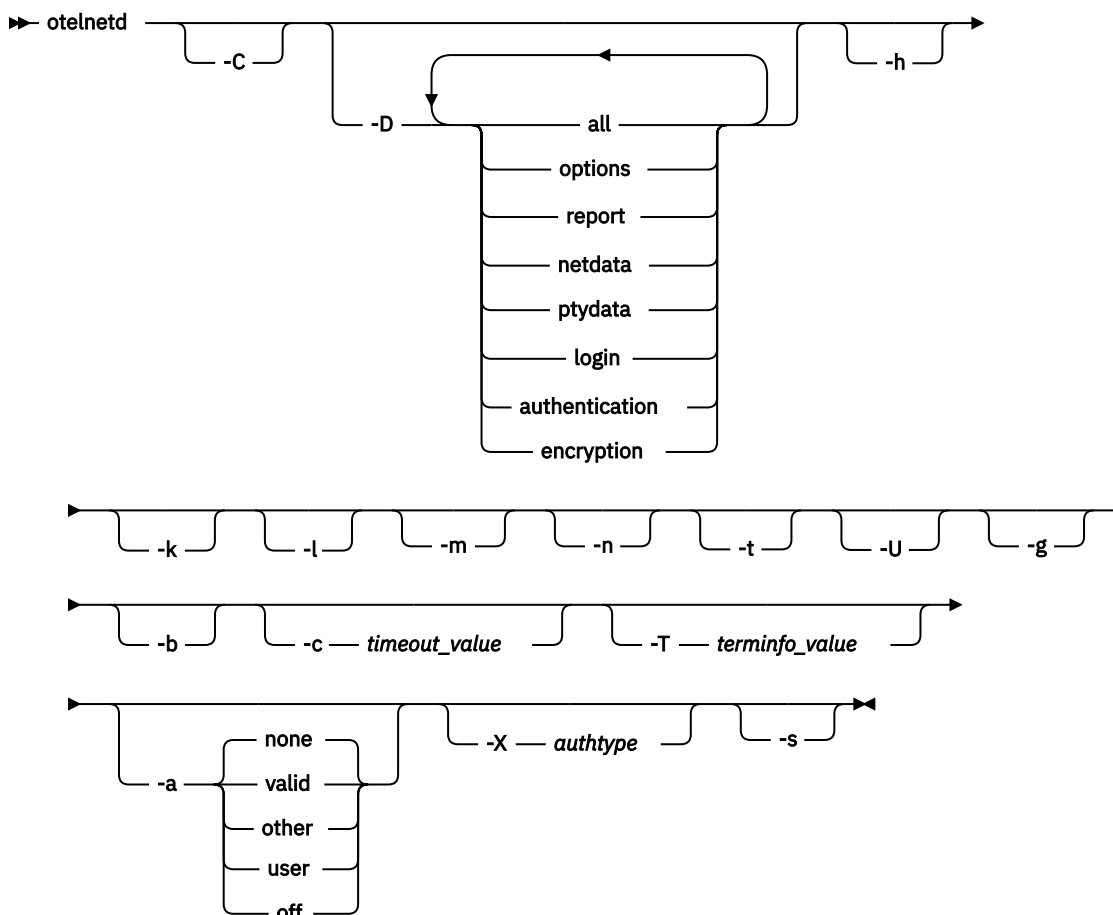 otelnetd
-C
-h
-D
all
options
report
netdata
ptydata
login
authentication
encryption
-k -l -m -n -t -U -g
-b -c timeout_value -T terminfo_value
-a
none
valid
other
user
off
-X authtype
-s